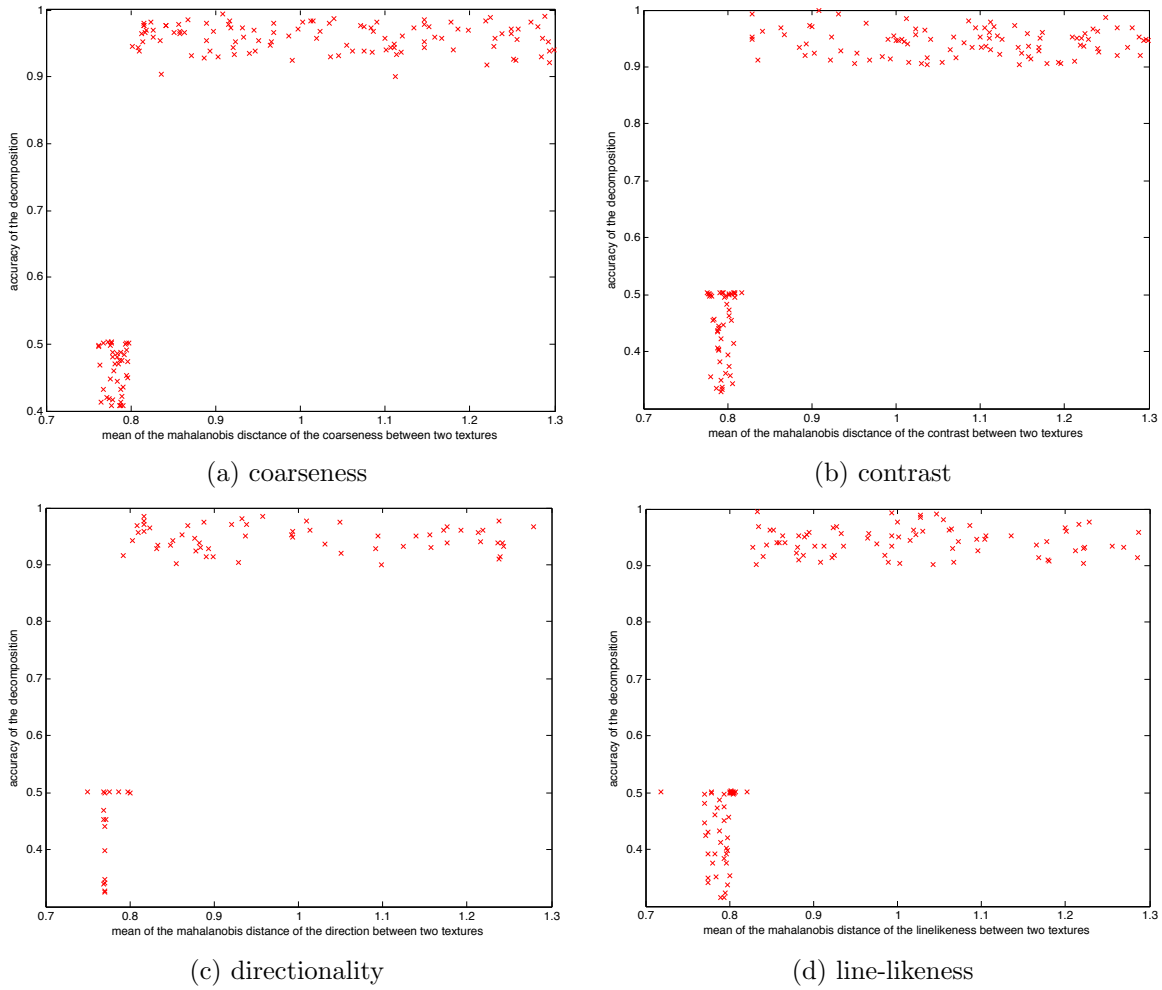 1
0.9
0.8
0.7
0.6
0.5
0.4
accuracy of the decomposition
0.7 0.8 0.9 1 1.1 1.2 1.3
mean of the mahalanobis disctance of the coarseness between two textures
(a) coarseness
1
0.9
0.8
0.7
0.6
0.5
0.4
accuracy of the decomposition
0.7 0.8 0.9 1 1.1 1.2 1.3
mean of the mahalanobis disctance of the contrast between two textures
(b) contrast
1
0.9
0.8
0.7
0.6
0.5
0.4
accuracy of the decomposition
0.7 0.8 0.9 1 1.1 1.2 1.3
mean of the mahalanobis distance of the direction between two textures
(c) directionality
1
0.9
0.8
0.7
0.6
0.5
0.4
accuracy of the decomposition
0.7 0.8 0.9 1 1.1 1.2 1.3
mean of the mahalanobis distance of the linelikeness between two textures
(d) line-likeness